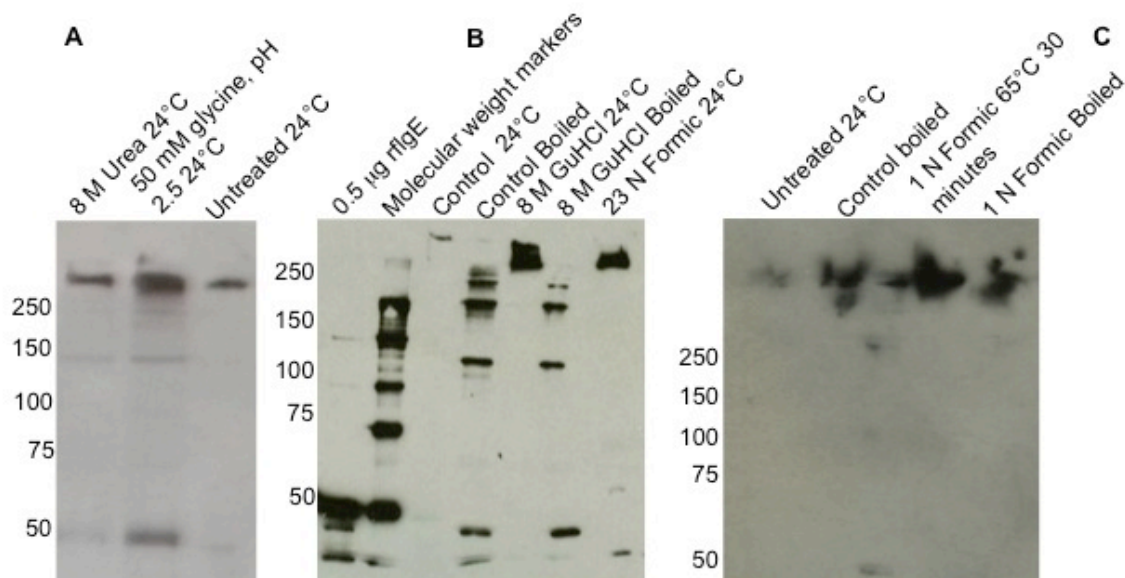 A
8 M Urea 24°C
50 mM glycine, pH
2.5 24°C
Untreated 24°C
250
150
100
75
50
B
0.5 µg rflgE
Molecular weight markers
Control 24°C
Control Boiled
8 M GuHCl 24°C
8 M GuHCl Boiled
23 N Formic 24°C
250
150
100
75
50
C
Untreated 24°C
Control boiled
1 N Formic 65°C 30
minutes
1 N Formic Boiled
250
150
100
75
50